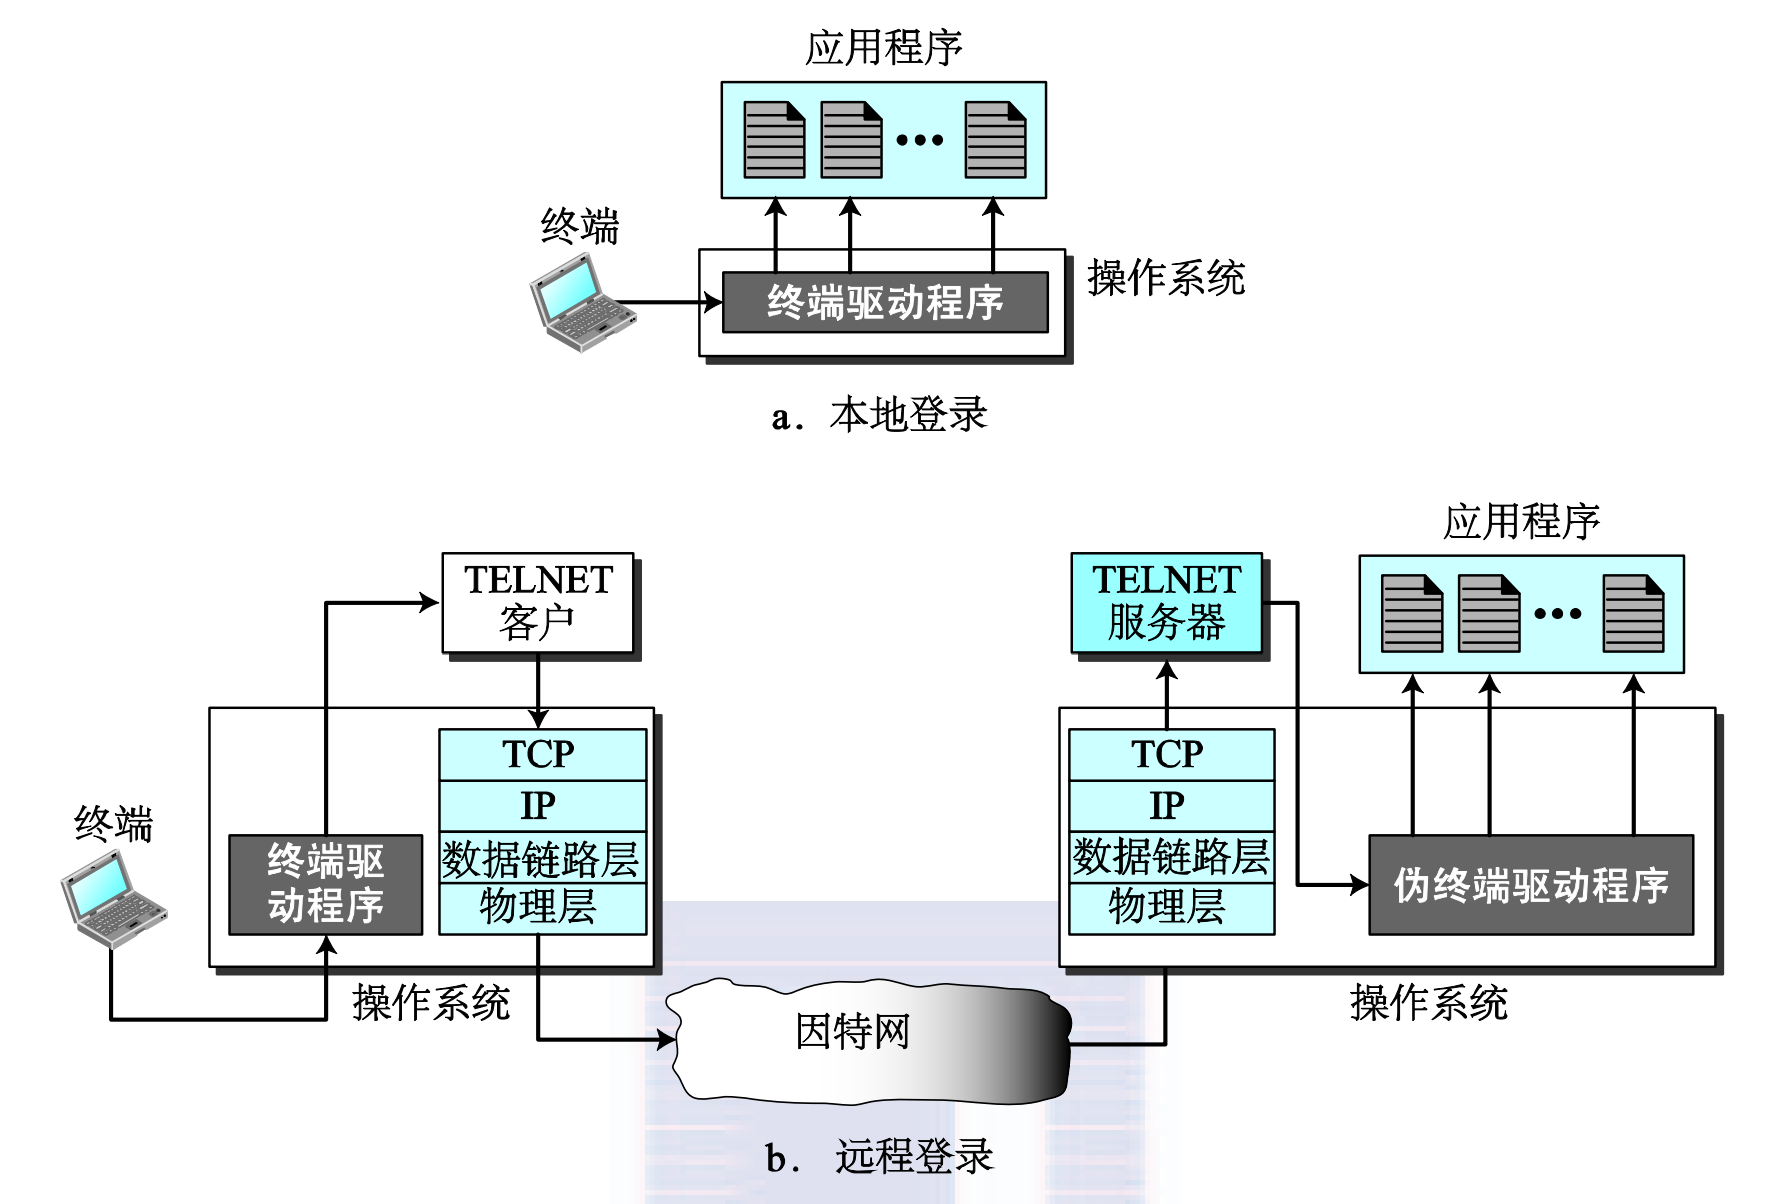 应用程序
终端
操作系统
终端驱动程序
a. 本地登录
应用程序
TELNET
客户
TELNET
服务器
TCP
IP
数据链路层
物理层
TCP
IP
数据链路层
物理层
终端
终端驱
动程序
伪终端驱动程序
操作系统
操作系统
因特网
b. 远程登录